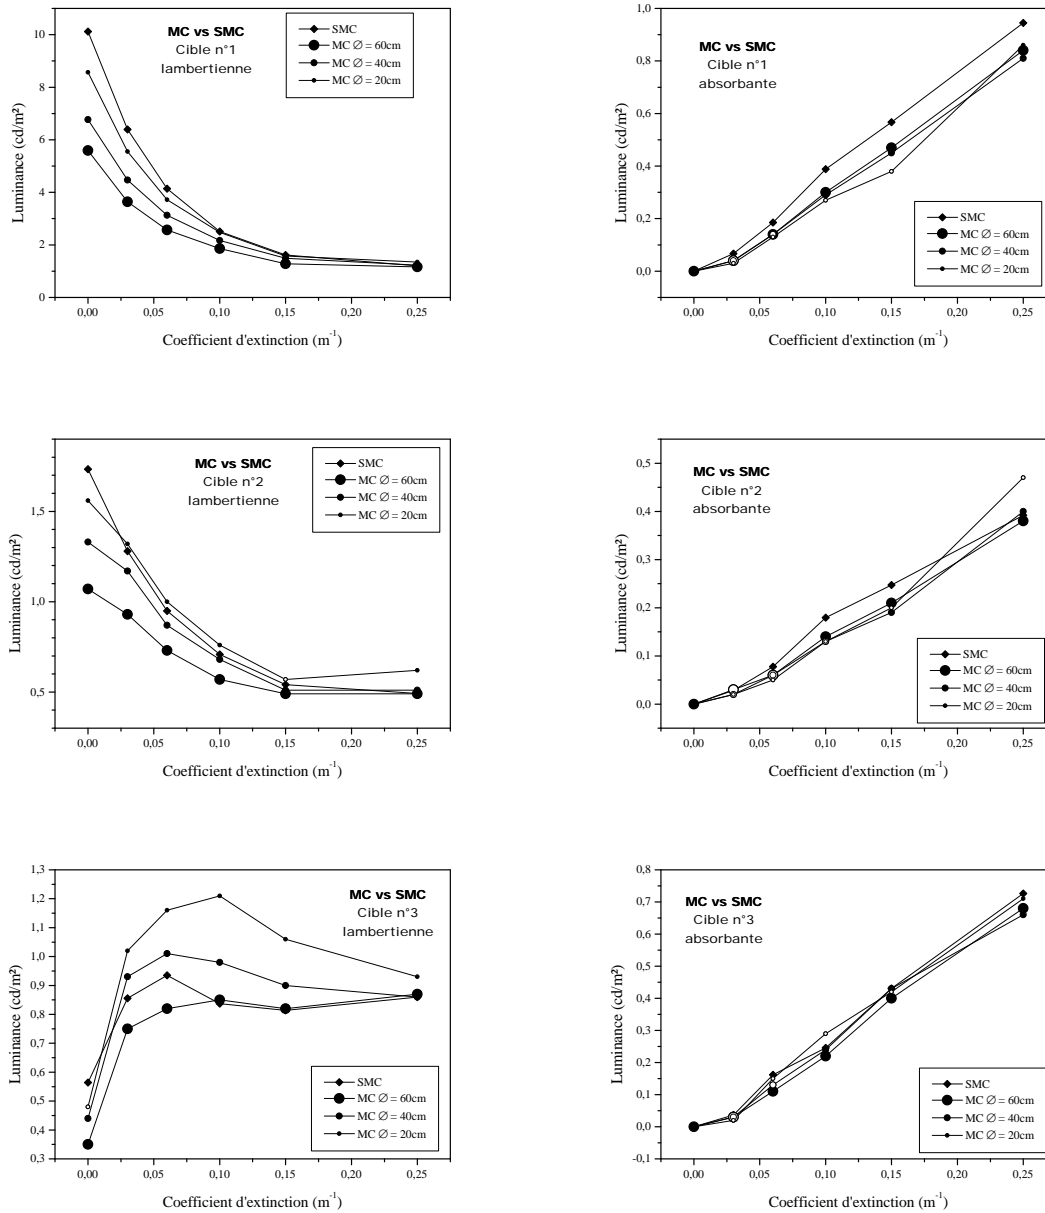 MC vs SMC
Cible n°1
lambertienne
SMC
MC Ø = 60cm
MC Ø = 40cm
MC Ø = 20cm
10
8
6
4
2
0
Luminance (cd/m²)
0,00 0,05 0,10 0,15 0,20 0,25
Coefficient d'extinction (m⁻¹)
MC vs SMC
Cible n°1
absorbante
SMC
MC Ø = 60cm
MC Ø = 40cm
MC Ø = 20cm
1,0
0,8
0,6
0,4
0,2
0,0
Luminance (cd/m²)
0,00 0,05 0,10 0,15 0,20 0,25
Coefficient d'extinction (m⁻¹)
MC vs SMC
Cible n°2
lambertienne
SMC
MC Ø = 60cm
MC Ø = 40cm
MC Ø = 20cm
1,5
1,0
0,5
Luminance (cd/m²)
0,00 0,05 0,10 0,15 0,20 0,25
Coefficient d'extinction (m⁻¹)
MC vs SMC
Cible n°2
absorbante
SMC
MC Ø = 60cm
MC Ø = 40cm
MC Ø = 20cm
0,5
0,4
0,3
0,2
0,1
0,0
Luminance (cd/m²)
0,00 0,05 0,10 0,15 0,20 0,25
Coefficient d'extinction (m⁻¹)
MC vs SMC
Cible n°3
lambertienne
SMC
MC Ø = 60cm
MC Ø = 40cm
MC Ø = 20cm
1,3
1,2
1,1
1,0
0,9
0,8
0,7
0,6
0,5
0,4
0,3
Luminance (cd/m²)
0,00 0,05 0,10 0,15 0,20 0,25
Coefficient d'extinction (m⁻¹)
MC vs SMC
Cible n°3
absorbante
SMC
MC Ø = 60cm
MC Ø = 40cm
MC Ø = 20cm
0,8
0,7
0,6
0,5
0,4
0,3
0,2
0,1
0,0
-0,1
Luminance (cd/m²)
0,00 0,05 0,10 0,15 0,20 0,25
Coefficient d'extinction (m⁻¹)